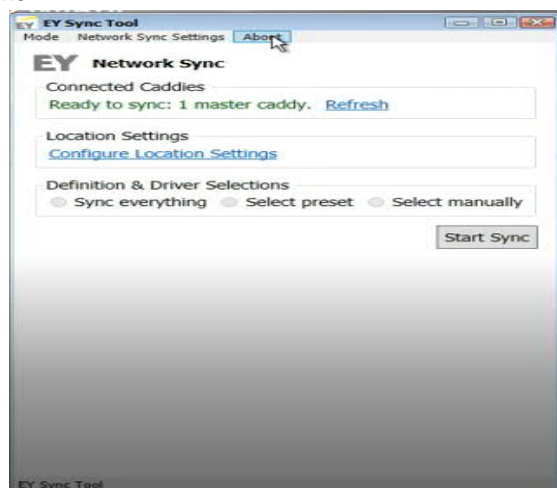 EY EY Sync Tool
Mode Network Sync Settings About
EY Network Sync
Connected Caddies
Ready to sync: 1 master caddy. Refresh
Location Settings
Configure Location Settings
Definition & Driver Selections
Sync everything Select preset Select manually
Start Sync
EY Sync Tool